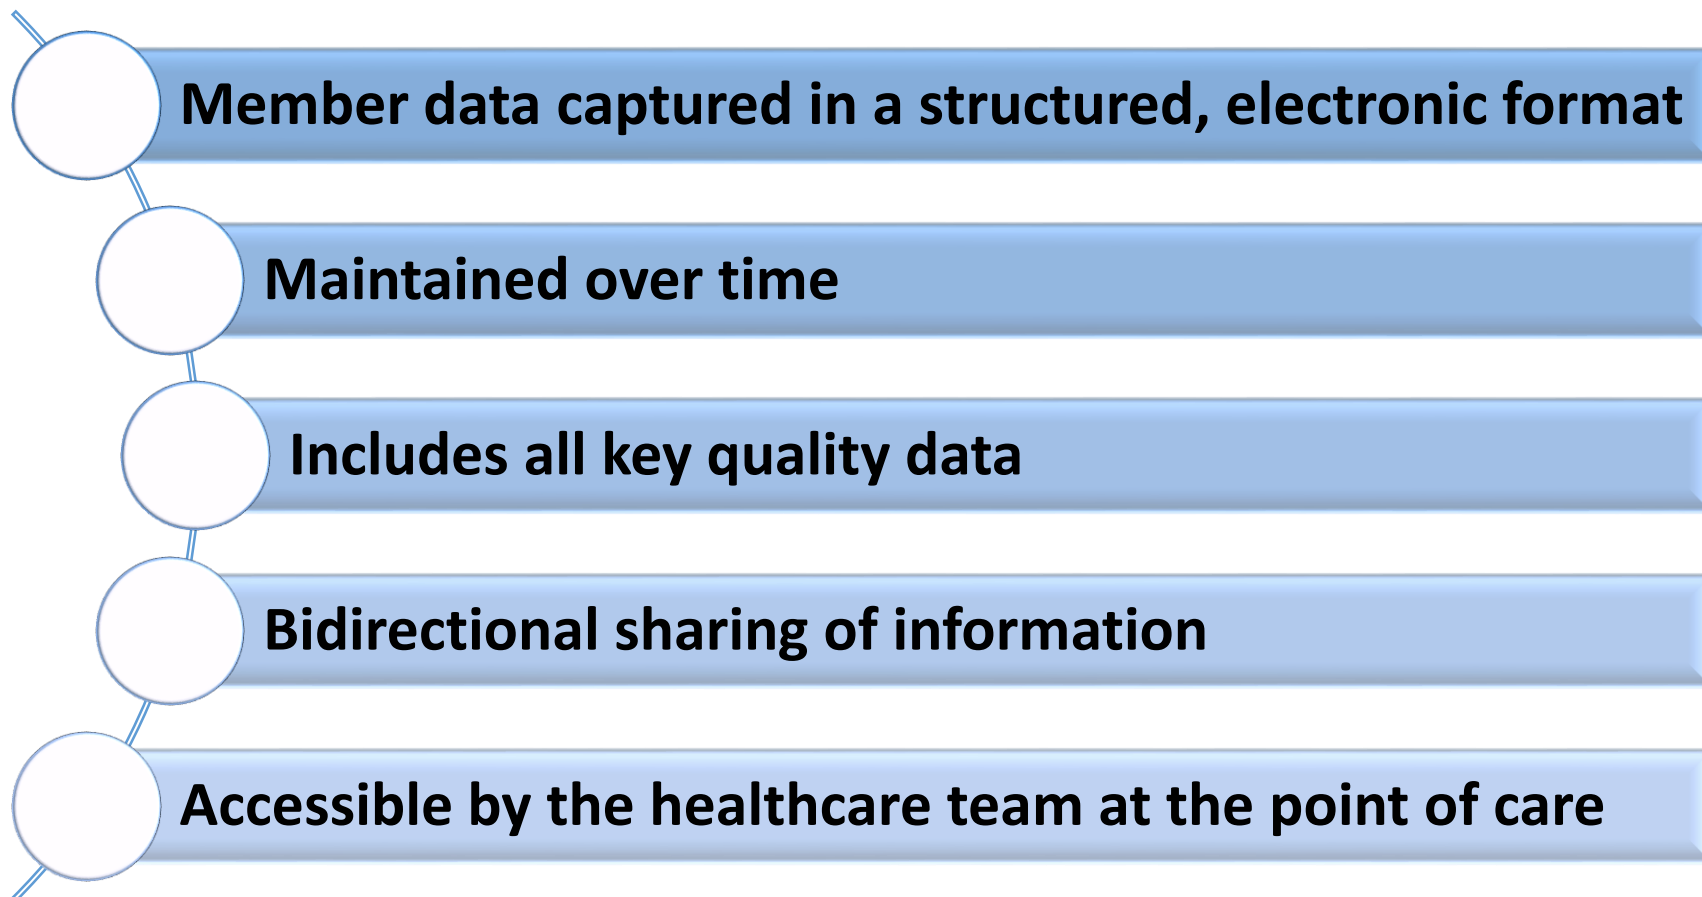 Member data captured in a structured, electronic format
Maintained over time
Includes all key quality data
Bidirectional sharing of information
Accessible by the healthcare team at the point of care